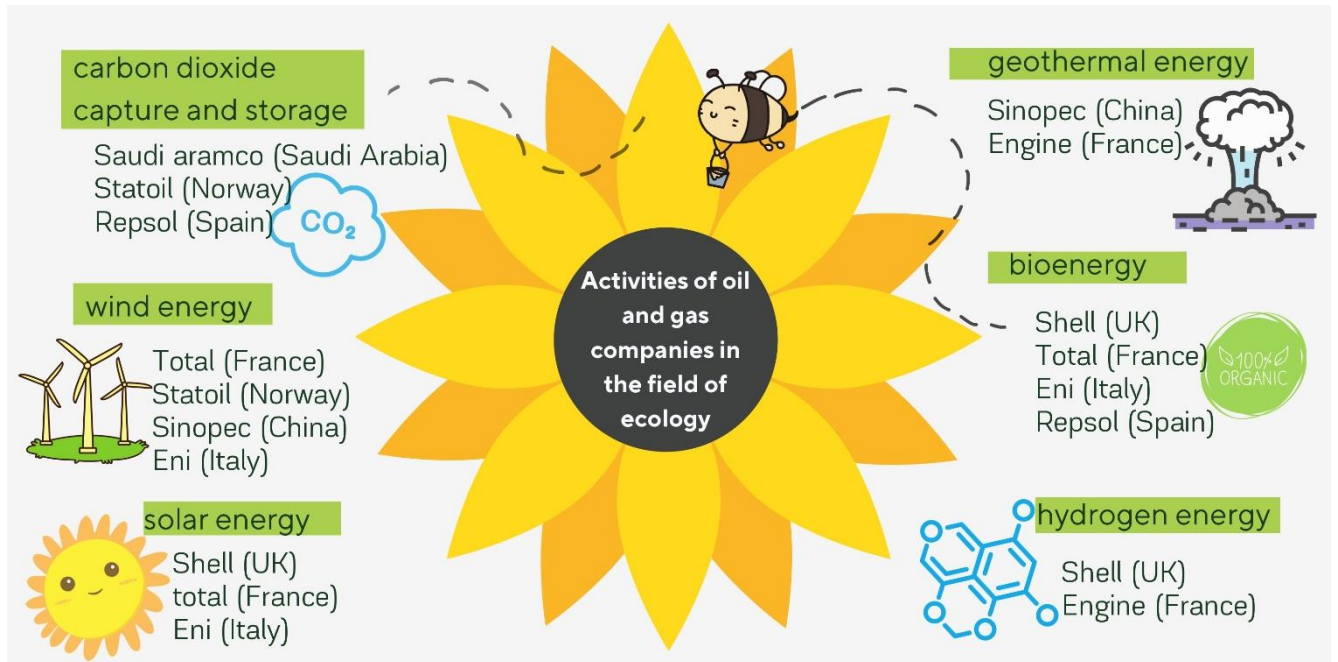 carbon dioxide
capture and storage
Saudi aramco (Saudi Arabia)
Statoil (Norway)
Repsol (Spain)
CO₂
wind energy
Total (France)
Statoil (Norway)
Sinopec (China)
Eni (Italy)
solar energy
Shell (UK)
total (France)
Eni (Italy)
Activities of oil
and gas
companies in
the field of
ecology
geothermal energy
Sinopec (China)
Engine (France)
bioenergy
Shell (UK)
Total (France)
Eni (Italy)
Repsol (Spain)
100%
ORGANIC
hydrogen energy
Shell (UK)
Engine (France)